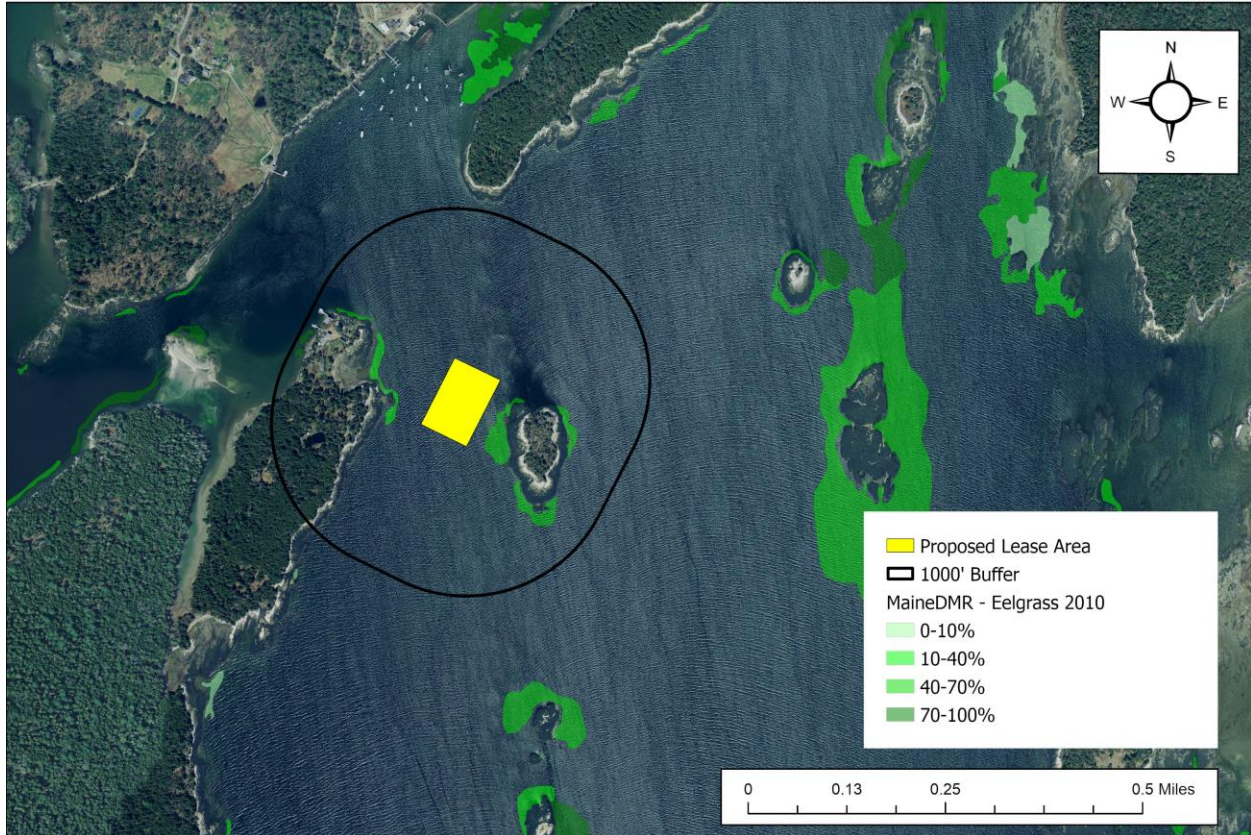 N
W E
S
Proposed Lease Area
1000' Buffer
MaineDMR - Eelgrass 2010
0-10%
10-40%
40-70%
70-100%
0 0.13 0.25 0.5 Miles